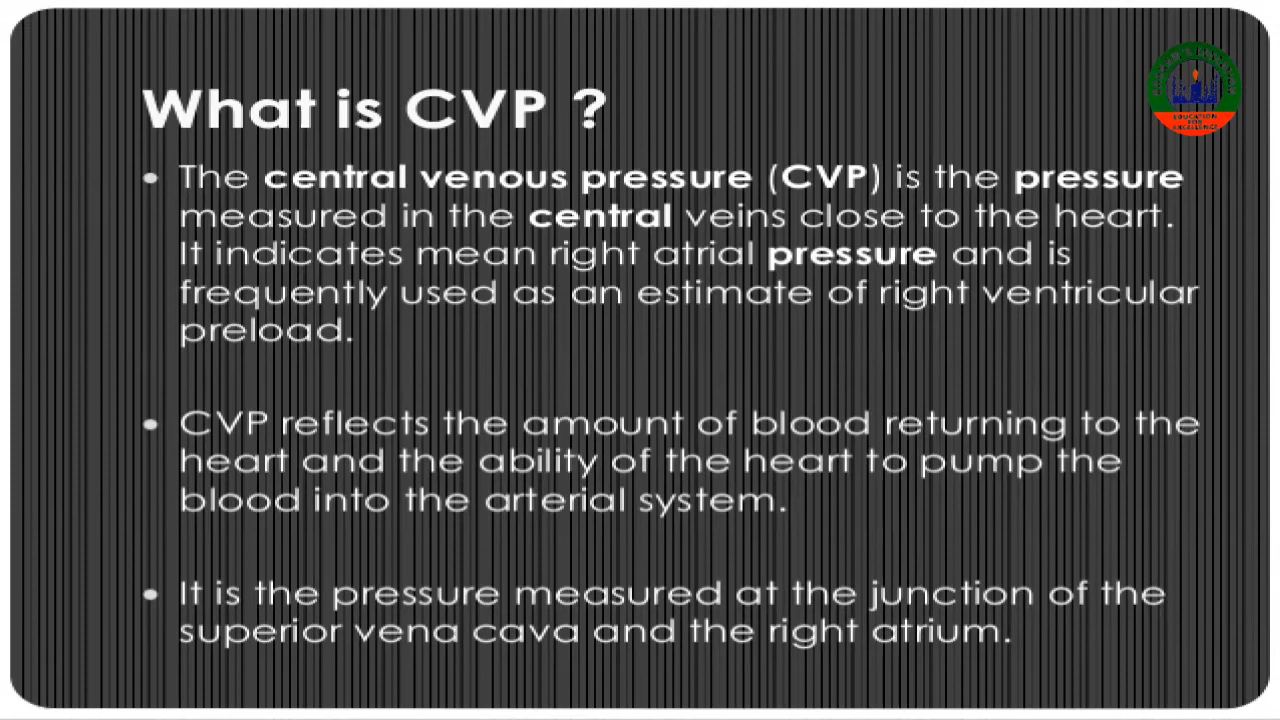 What is CVP ?
• The central venous pressure (CVP) is the pressure
measured in the central veins close to the heart.
It indicates mean right atrial pressure and is
frequently used as an estimate of right ventricular
preload.
• CVP reflects the amount of blood returning to the
heart and the ability of the heart to pump the
blood into the arterial system.
• It is the pressure measured at the junction of the
superior vena cava and the right atrium.
EDUCATION
FOR
EXCELLENCE